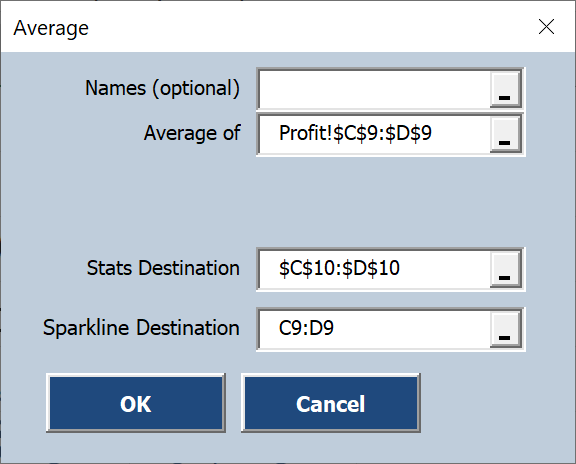 Average
Names (optional)
Average of Profit!$C$9:$D$9
Stats Destination $C$10:$D$10
Sparkline Destination C9:D9
OK Cancel